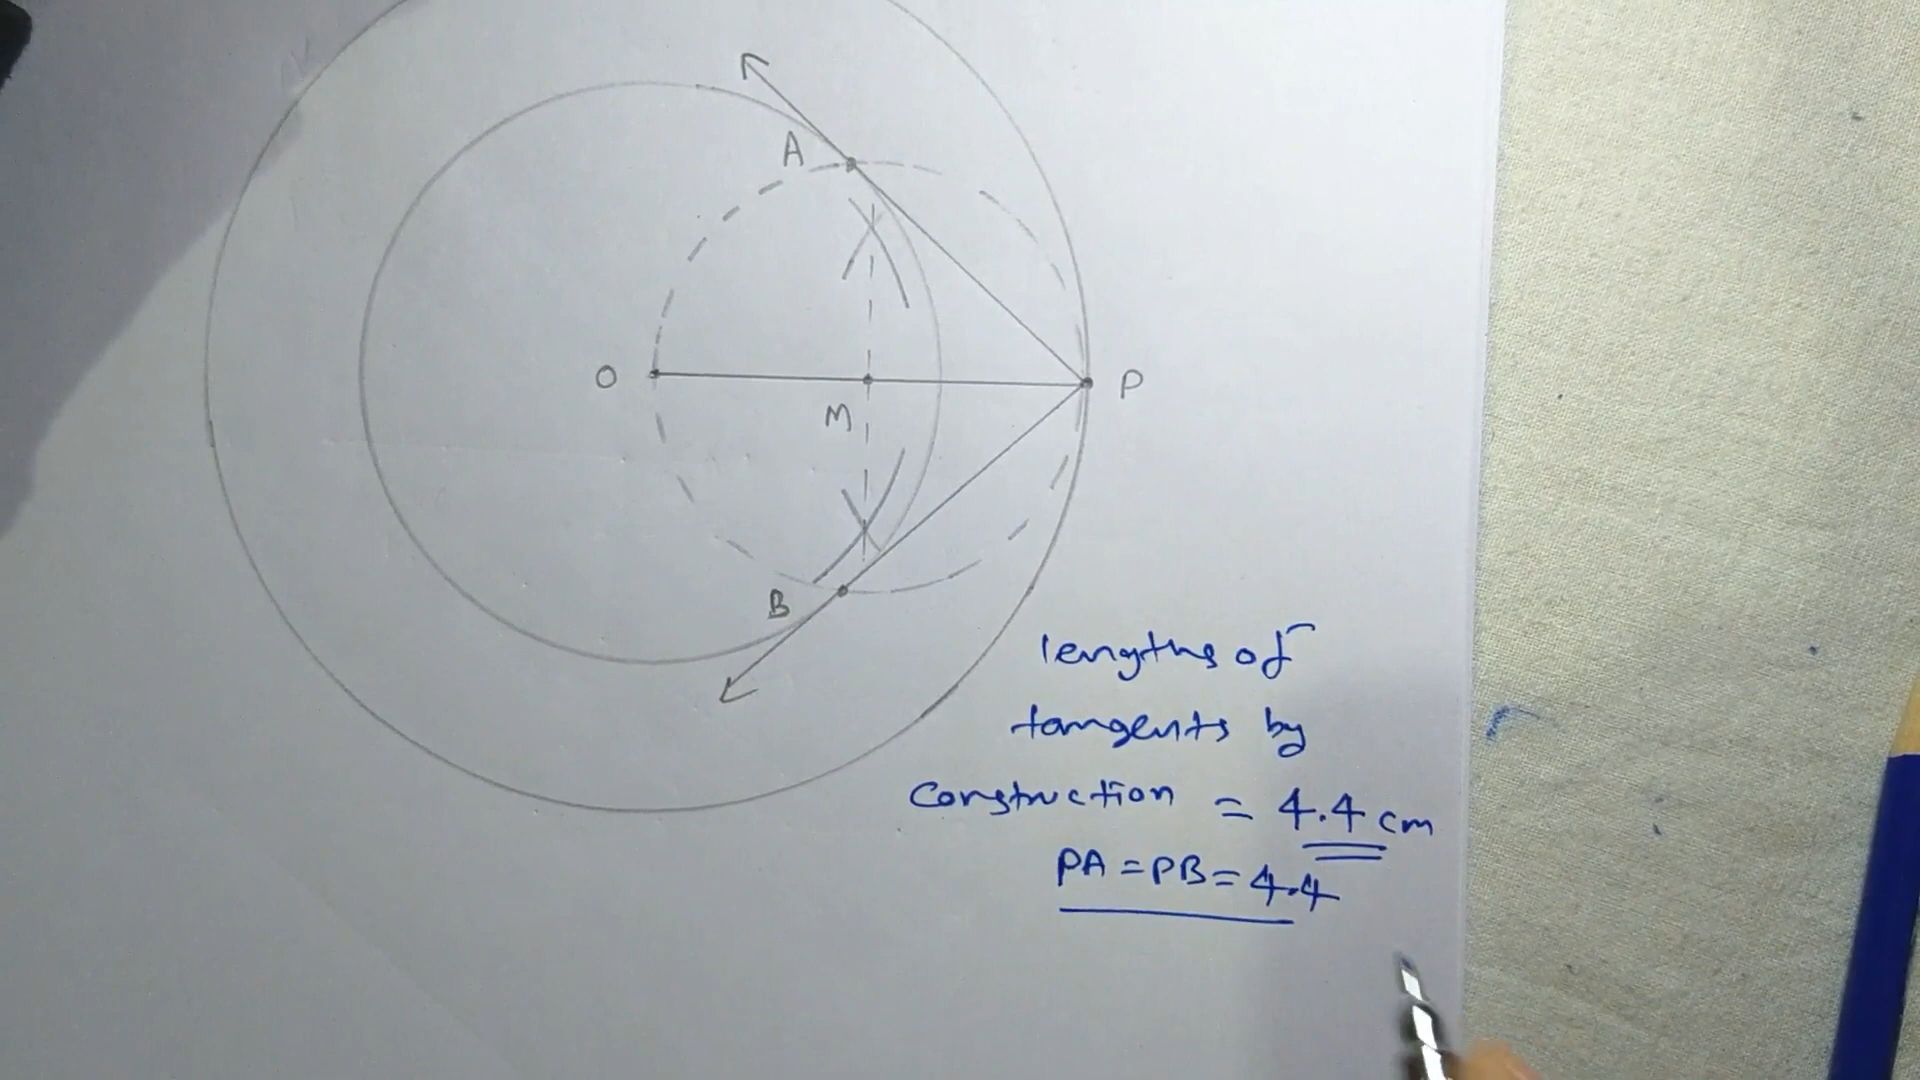 A
O
P
M
B
lengths of
tangents by
construction = 4.4 cm
PA = PB = 4.4